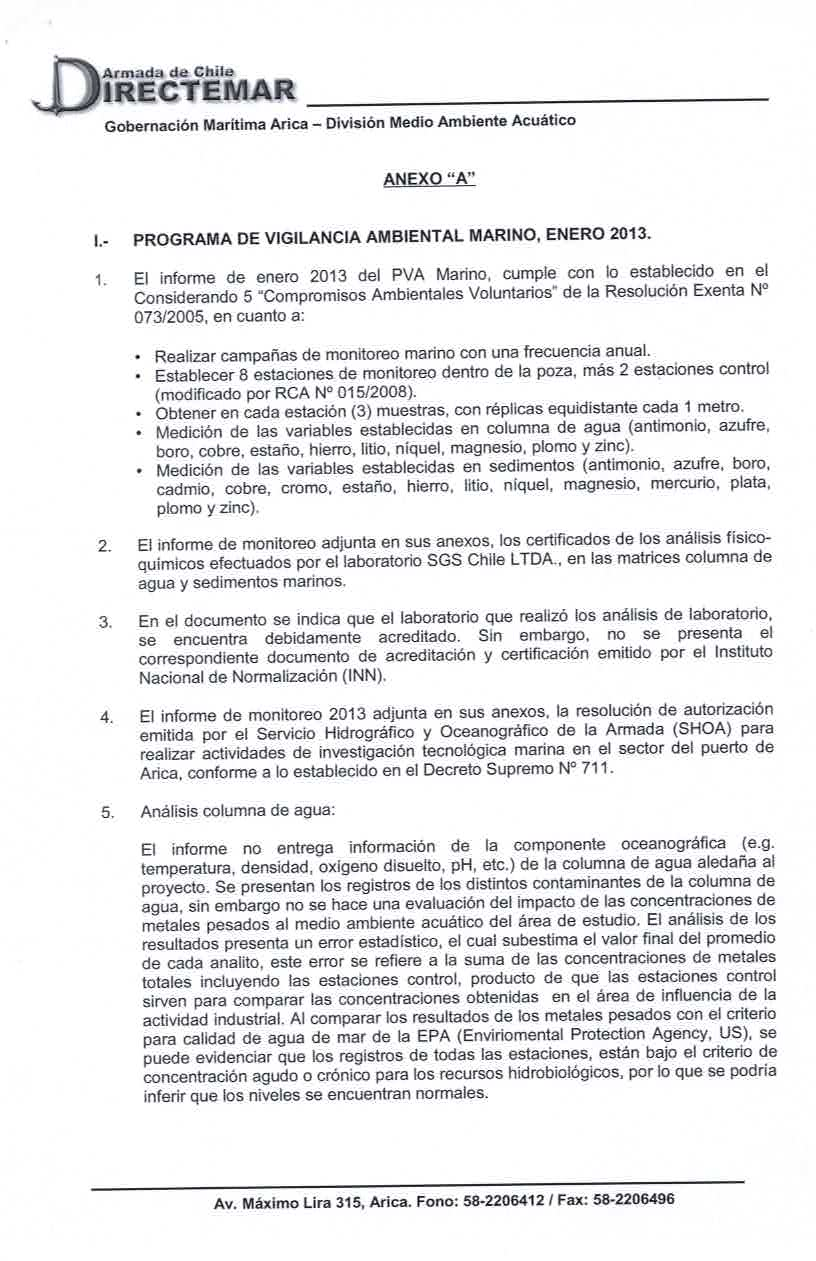 Armada de Chile
DIRECTEMAR
Gobernación Marítima Arica – División Medio Ambiente Acuático
ANEXO "A"
I.- PROGRAMA DE VIGILANCIA AMBIENTAL MARINO, ENERO 2013.
1. El informe de enero 2013 del PVA Marino, cumple con lo establecido en el
Considerando 5 "Compromisos Ambientales Voluntarios" de la Resolución Exenta Nº
073/2005, en cuanto a:
• Realizar campañas de monitoreo marino con una frecuencia anual.
• Establecer 8 estaciones de monitoreo dentro de la poza, más 2 estaciones control
(modificado por RCA Nº 015/2008).
• Obtener en cada estación (3) muestras, con réplicas equidistante cada 1 metro.
• Medición de las variables establecidas en columna de agua (antimonio, azufre,
boro, cobre, estaño, hierro, litio, níquel, magnesio, plomo y zinc).
• Medición de las variables establecidas en sedimentos (antimonio, azufre, boro,
cadmio, cobre, cromo, estaño, hierro, litio, níquel, magnesio, mercurio, plata,
plomo y zinc).
2. El informe de monitoreo adjunta en sus anexos, los certificados de los análisis físico-
químicos efectuados por el laboratorio SGS Chile LTDA., en las matrices columna de
agua y sedimentos marinos.
3. En el documento se indica que el laboratorio que realizó los análisis de laboratorio,
se encuentra debidamente acreditado. Sin embargo, no se presenta el
correspondiente documento de acreditación y certificación emitido por el Instituto
Nacional de Normalización (INN).
4. El informe de monitoreo 2013 adjunta en sus anexos, la resolución de autorización
emitida por el Servicio Hidrográfico y Oceanográfico de la Armada (SHOA) para
realizar actividades de investigación tecnológica marina en el sector del puerto de
Arica, conforme a lo establecido en el Decreto Supremo Nº 711.
5. Análisis columna de agua:
El informe no entrega información de la componente oceanográfica (e.g.
temperatura, densidad, oxígeno disuelto, pH, etc.) de la columna de agua aledaña al
proyecto. Se presentan los registros de los distintos contaminantes de la columna de
agua, sin embargo no se hace una evaluación del impacto de las concentraciones de
metales pesados al medio ambiente acuático del área de estudio. El análisis de los
resultados presenta un error estadístico, el cual subestima el valor final del promedio
de cada analito, este error se refiere a la suma de las concentraciones de metales
totales incluyendo las estaciones control, producto de que las estaciones control
sirven para comparar las concentraciones obtenidas en el área de influencia de la
actividad industrial. Al comparar los resultados de los metales pesados con el criterio
para calidad de agua de mar de la EPA (Enviriomental Protection Agency, US), se
puede evidenciar que los registros de todas las estaciones, están bajo el criterio de
concentración agudo o crónico para los recursos hidrobiológicos, por lo que se podría
inferir que los niveles se encuentran normales.
Av. Máximo Lira 315, Arica. Fono: 58-2206412 / Fax: 58-2206496